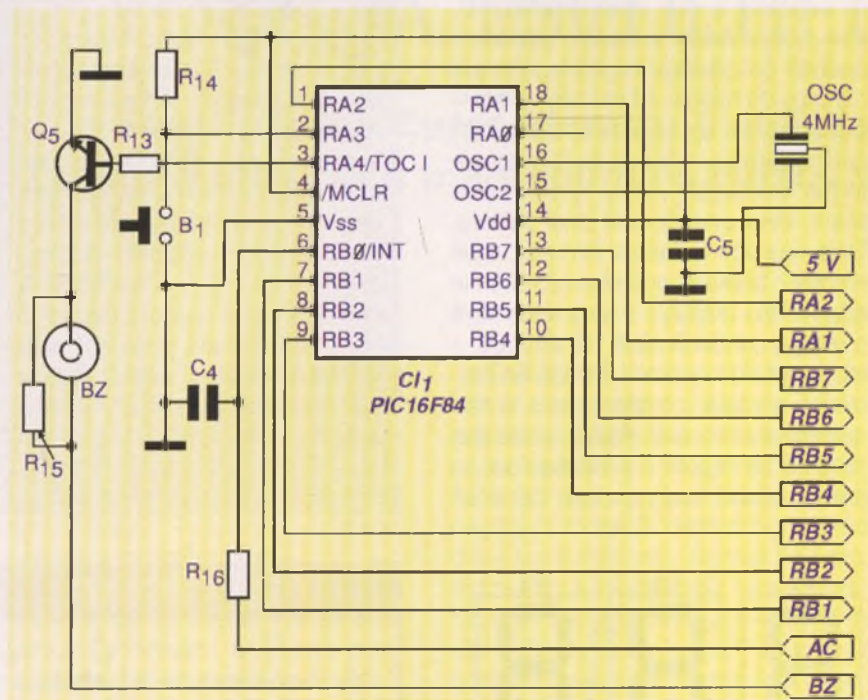 R14
Q5
R13
B1
BZ
R15
C4
R16
1 RA2
2 RA3
3 RA4/TOC I
4 /MCLR
5 Vss
6 RBØ/INT
7 RB1
8 RB2
9 RB3
RA1 18
RAØ 17
OSC1 16
OSC2 15
Vdd 14
RB7 13
RB6 12
RB5 11
RB4 10
CI1
PIC16F84
OSC
4MHz
C5
5 V
RA2
RA1
RB7
RB6
RB5
RB4
RB3
RB2
RB1
AC
BZ